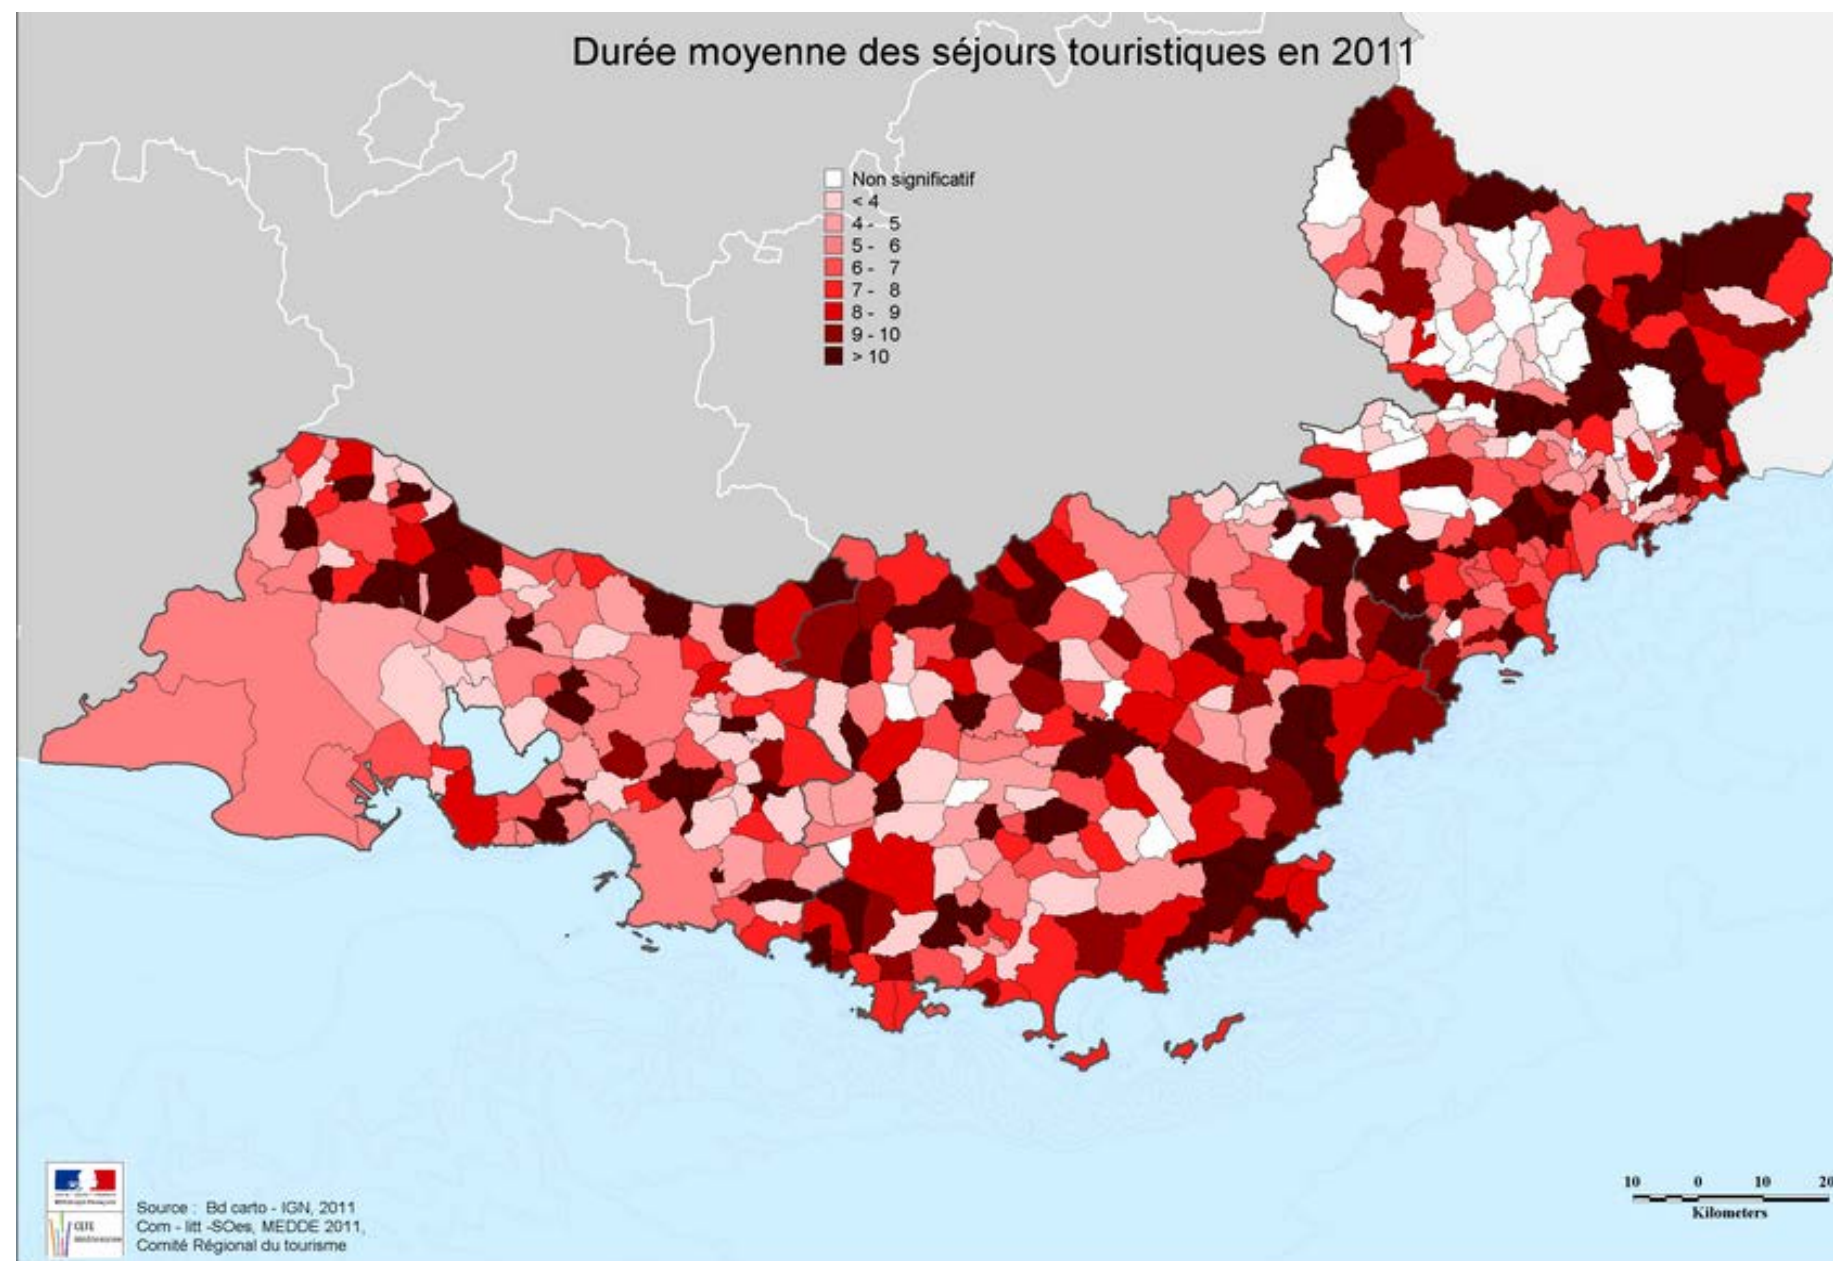 Durée moyenne des séjours touristiques en 2011
Non significatif
< 4
4 - 5
5 - 6
6 - 7
7 - 8
8 - 9
9 - 10
> 10
Source : Bd carto - IGN, 2011
Com - litt -SOes, MEDDE 2011,
Comité Régional du tourisme
10 0 10 20
Kilometers